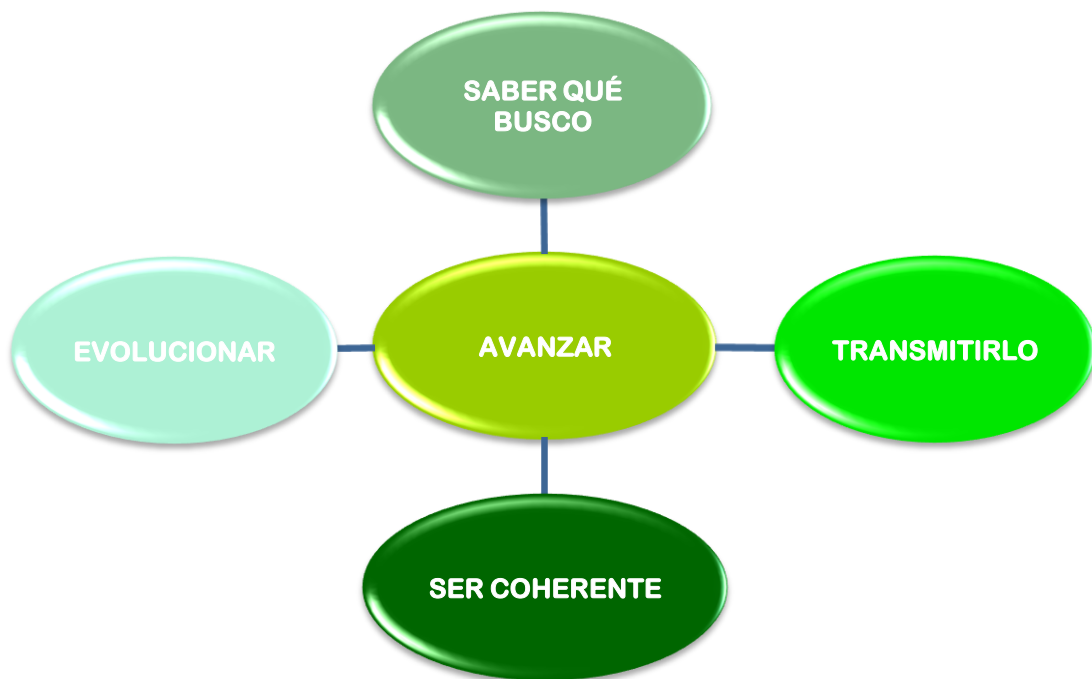 SABER QUÉ
BUSCO
EVOLUCIONAR
AVANZAR
TRANSMITIRLO
SER COHERENTE